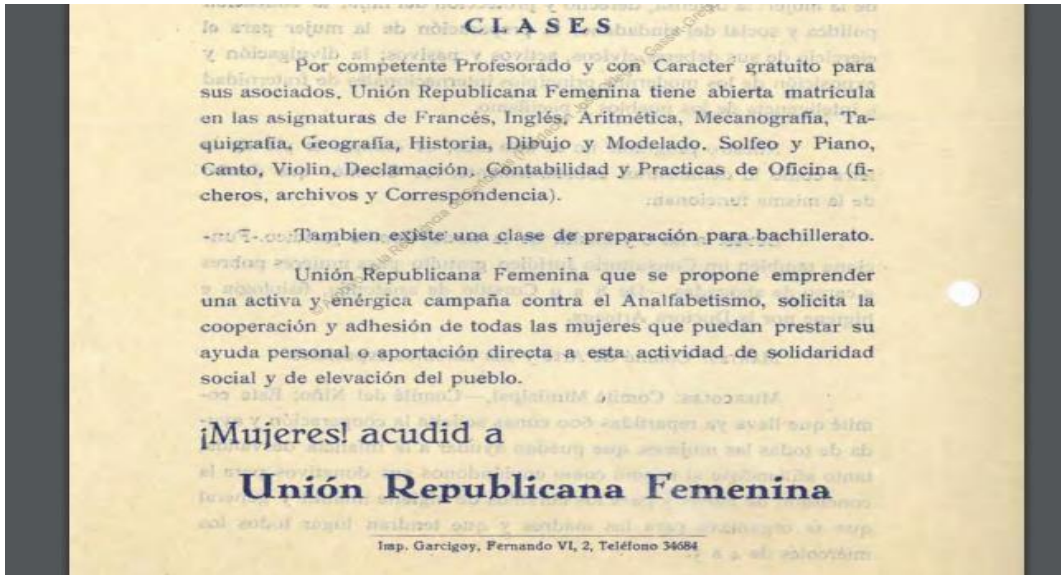 CLASES
Por competente Profesorado y con Caracter gratuito para
sus asociados, Unión Republicana Femenina tiene abierta matrícula
en las asignaturas de Francés, Inglés, Aritmética, Mecanografía, Ta-
quigrafía, Geografía, Historia, Dibujo y Modelado. Solfeo y Piano,
Canto, Violin, Declamación, Contabilidad y Practicas de Oficina (fi-
cheros, archivos y Correspondencia).
Tambien existe una clase de preparación para bachillerato.
Unión Republicana Femenina que se propone emprender
una activa y enérgica campaña contra el Analfabetismo, solicita la
cooperación y adhesión de todas las mujeres que puedan prestar su
ayuda personal o aportación directa a esta actividad de solidaridad
social y de elevación del pueblo.
¡Mujeres! acudid a
Unión Republicana Femenina
Imp. Garcigoy, Fernando VI, 2, Teléfono 34684